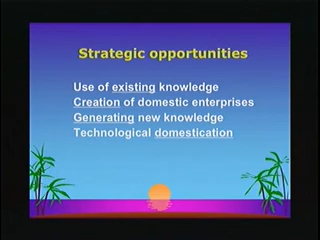 Strategic opportunities
Use of existing knowledge
Creation of domestic enterprises
Generating new knowledge
Technological domestication